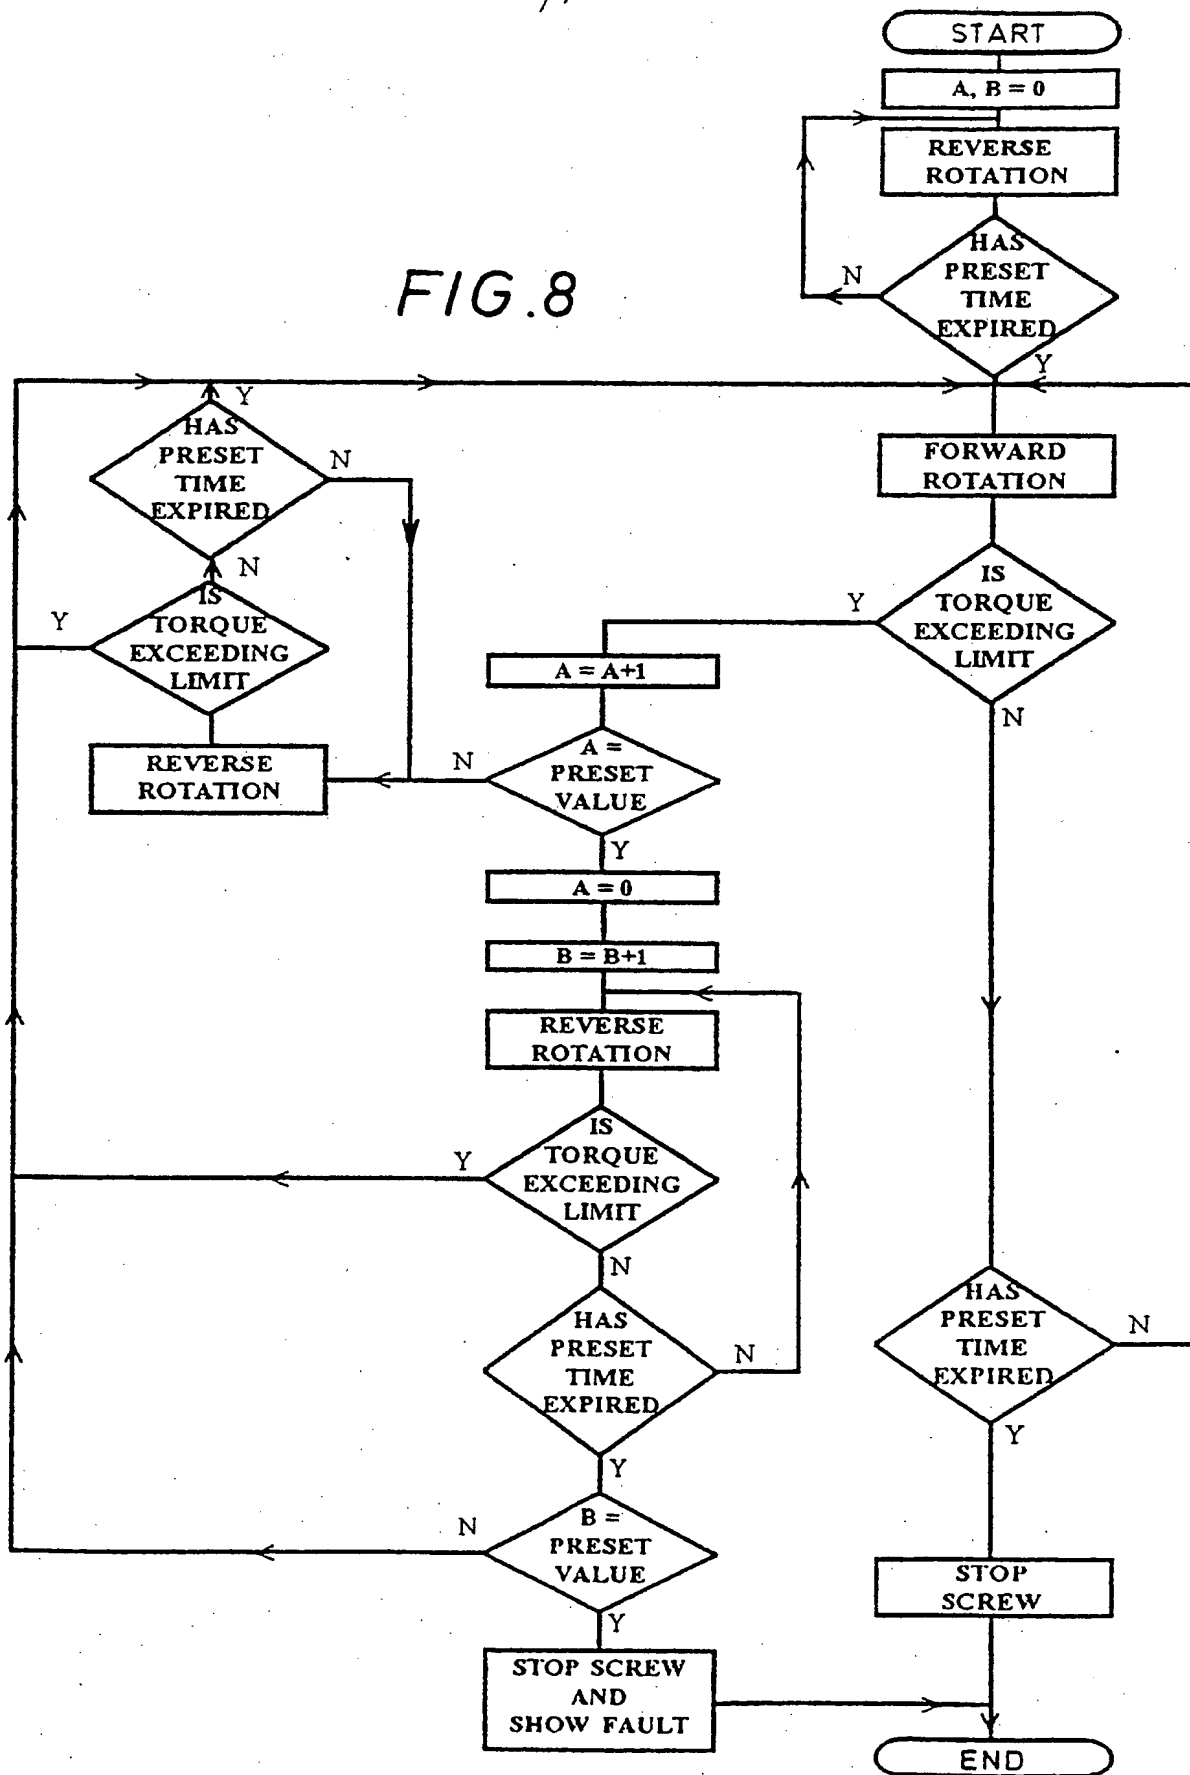 START
A, B = 0
REVERSE
ROTATION
HAS
PRESET
TIME
EXPIRED
N
Y
FIG.8
FORWARD
ROTATION
IS
TORQUE
EXCEEDING
LIMIT
Y
N
HAS
PRESET
TIME
EXPIRED
Y
N
IS
TORQUE
EXCEEDING
LIMIT
Y
N
REVERSE
ROTATION
A = A+1
A =
PRESET
VALUE
N
Y
A = 0
B = B+1
REVERSE
ROTATION
IS
TORQUE
EXCEEDING
LIMIT
Y
N
HAS
PRESET
TIME
EXPIRED
N
Y
B =
PRESET
VALUE
N
Y
STOP SCREW
AND
SHOW FAULT
HAS
PRESET
TIME
EXPIRED
N
Y
STOP
SCREW
END